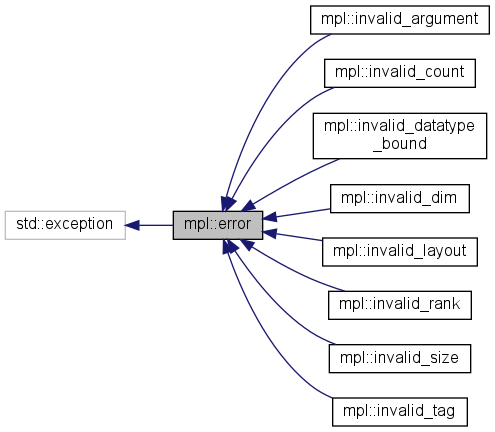 mpl::invalid_argument
mpl::invalid_count
mpl::invalid_datatype
_bound
mpl::invalid_dim
std::exception
mpl::error
mpl::invalid_layout
mpl::invalid_rank
mpl::invalid_size
mpl::invalid_tag